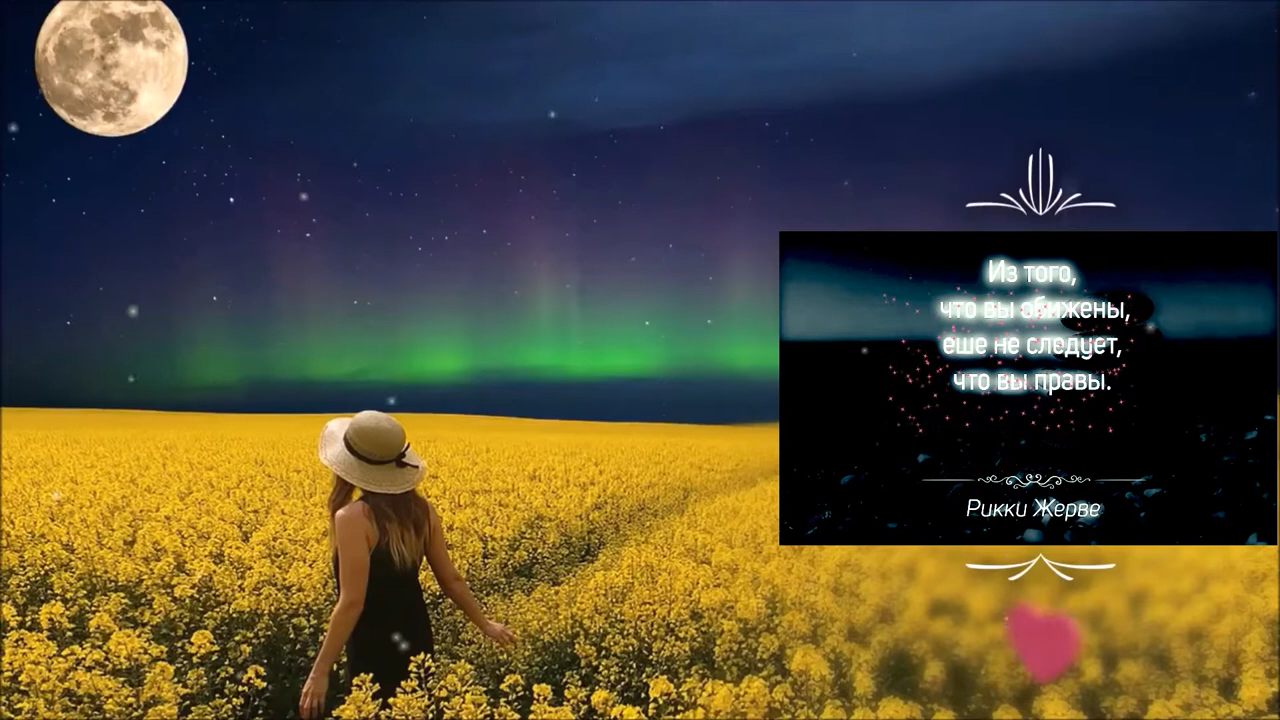 Из того,
что вы обижены,
еше не следует,
что вы правы.
Рикки Жерве